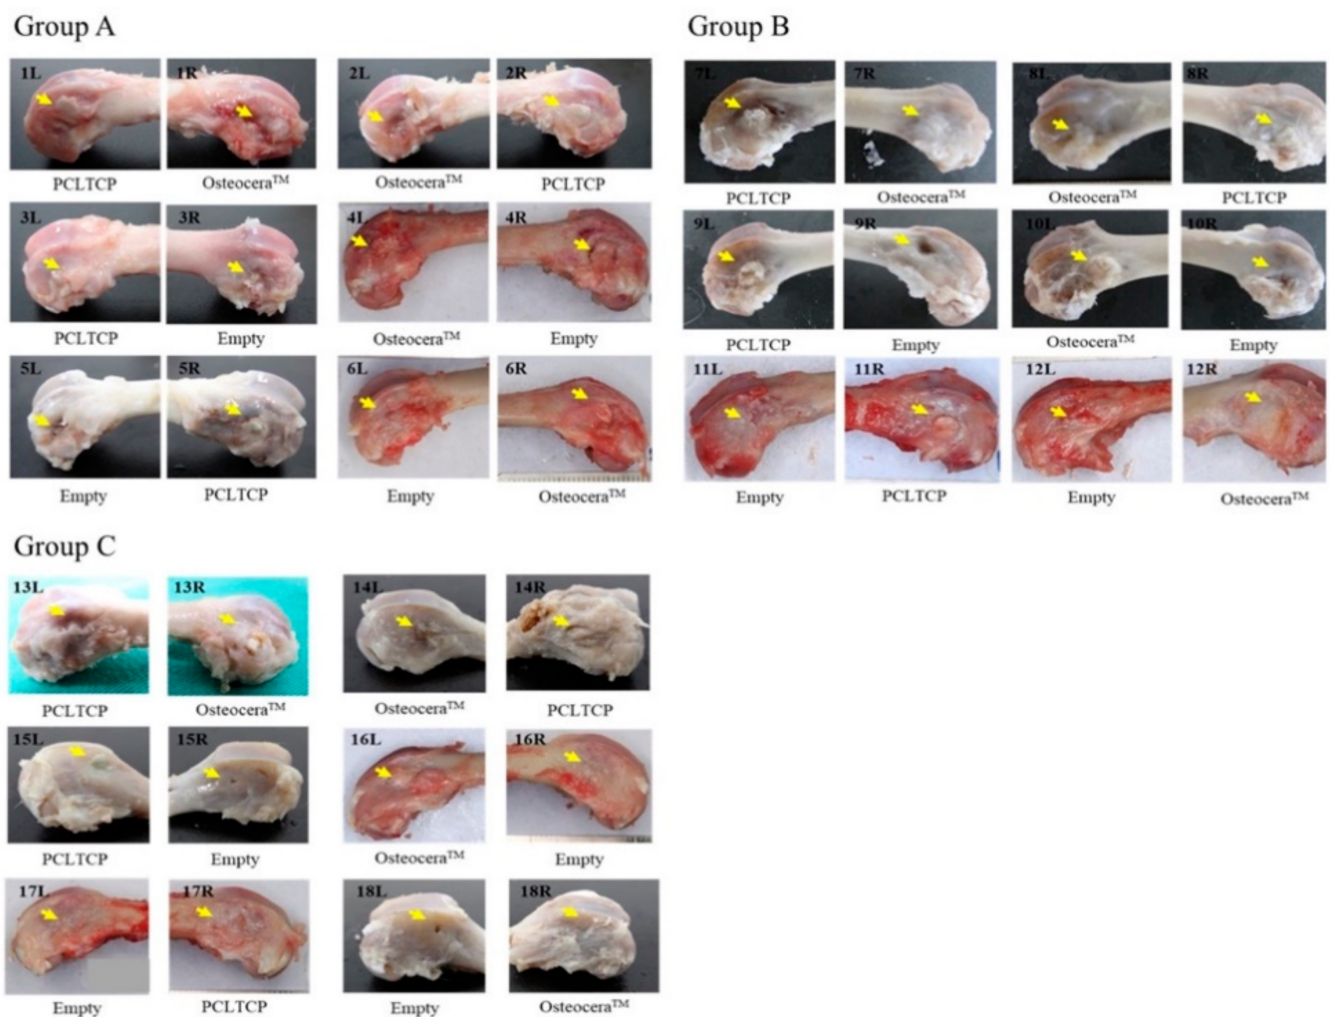 Group A
1L 1R 2L 2R
PCLTCP Osteocera™ Osteocera™ PCLTCP
3L 3R 4L 4R
PCLTCP Empty Osteocera™ Empty
5L 5R 6L 6R
Empty PCLTCP Empty Osteocera™
Group B
7L 7R 8L 8R
PCLTCP Osteocera™ Osteocera™ PCLTCP
9L 9R 10L 10R
PCLTCP Empty Osteocera™ Empty
11L 11R 12L 12R
Empty PCLTCP Empty Osteocera™
Group C
13L 13R 14L 14R
PCLTCP Osteocera™ Osteocera™ PCLTCP
15L 15R 16L 16R
PCLTCP Empty Osteocera™ Empty
17L 17R 18L 18R
Empty PCLTCP Empty Osteocera™